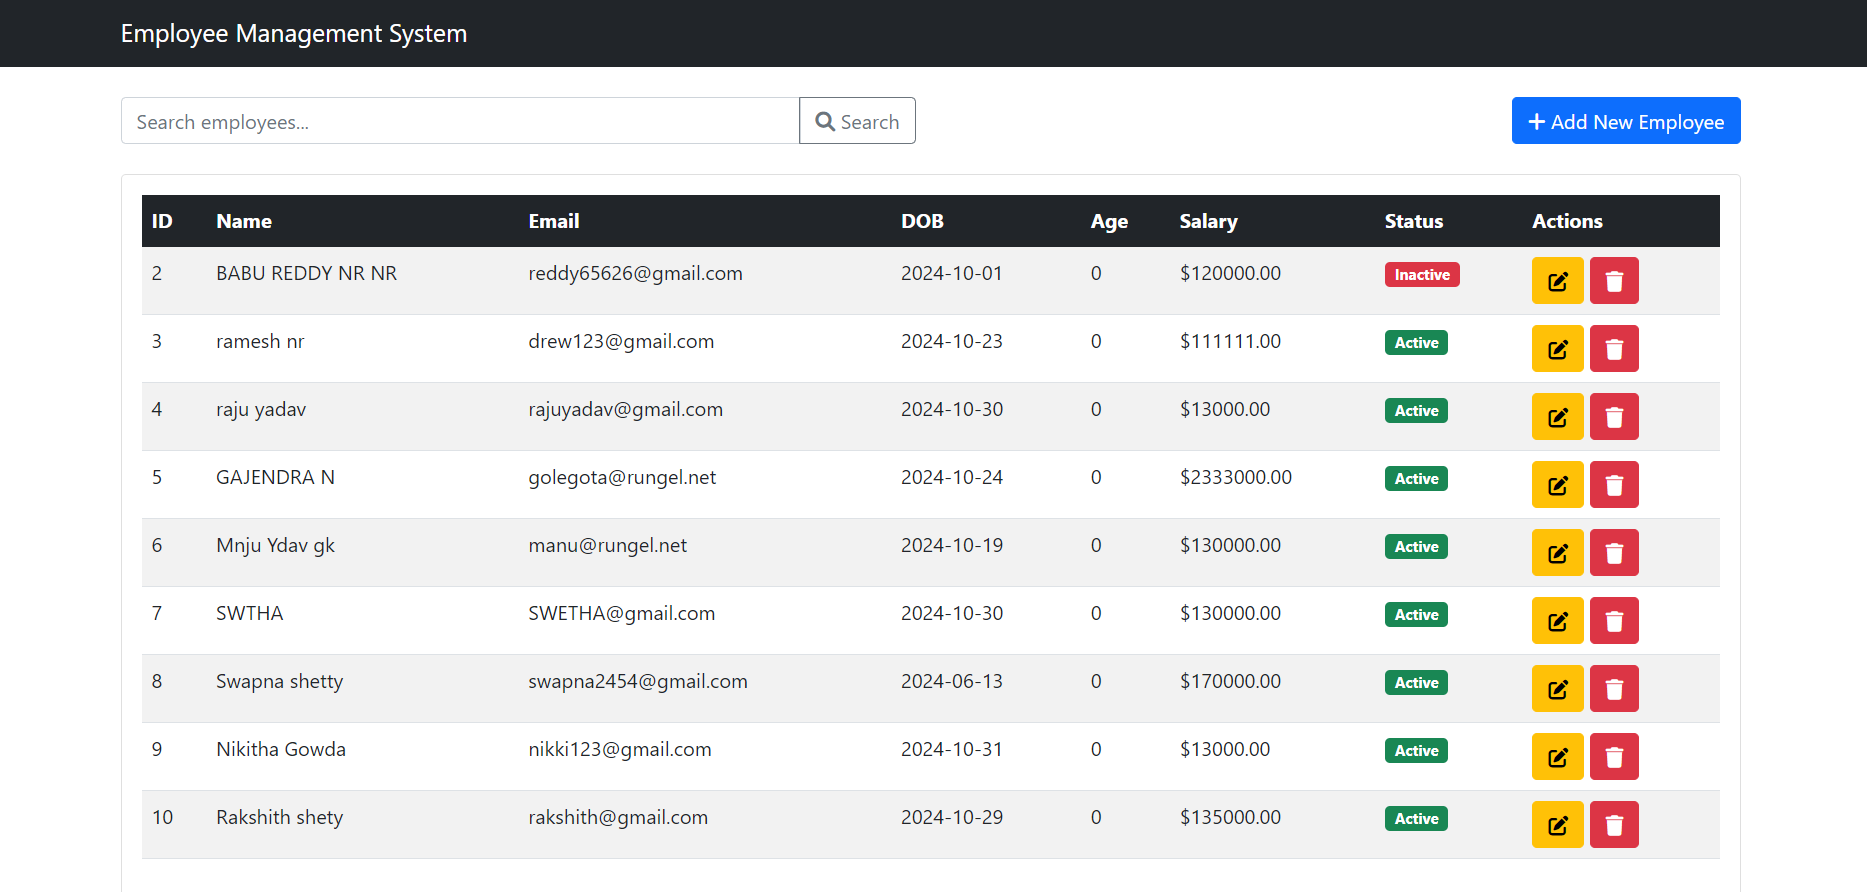 Employee Management System
Search employees... Search Add New Employee
ID Name Email DOB Age Salary Status Actions
2 BABU REDDY NR NR reddy65626@gmail.com 2024-10-01 0 $120000.00 Inactive
3 ramesh nr drew123@gmail.com 2024-10-23 0 $111111.00 Active
4 raju yadav rajuyadav@gmail.com 2024-10-30 0 $13000.00 Active
5 GAJENDRA N golegota@rungel.net 2024-10-24 0 $2333000.00 Active
6 Mnju Ydav gk manu@rungel.net 2024-10-19 0 $130000.00 Active
7 SWTHA SWETHA@gmail.com 2024-10-30 0 $130000.00 Active
8 Swapna shetty swapna2454@gmail.com 2024-06-13 0 $170000.00 Active
9 Nikitha Gowda nikki123@gmail.com 2024-10-31 0 $13000.00 Active
10 Rakshith shety rakshith@gmail.com 2024-10-29 0 $135000.00 Active